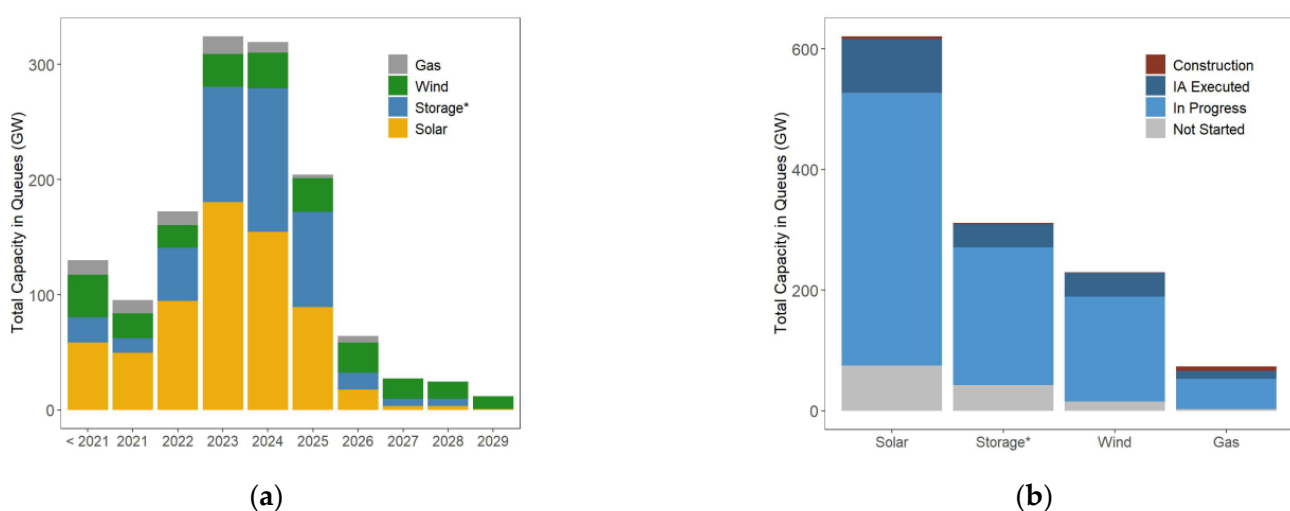 Total Capacity in Queues (GW)
300
200
100
0
Gas
Wind
Storage*
Solar
< 2021 2021 2022 2023 2024 2025 2026 2027 2028 2029
(a)
Total Capacity in Queues (GW)
600
400
200
0
Construction
IA Executed
In Progress
Not Started
Solar Storage* Wind Gas
(b)